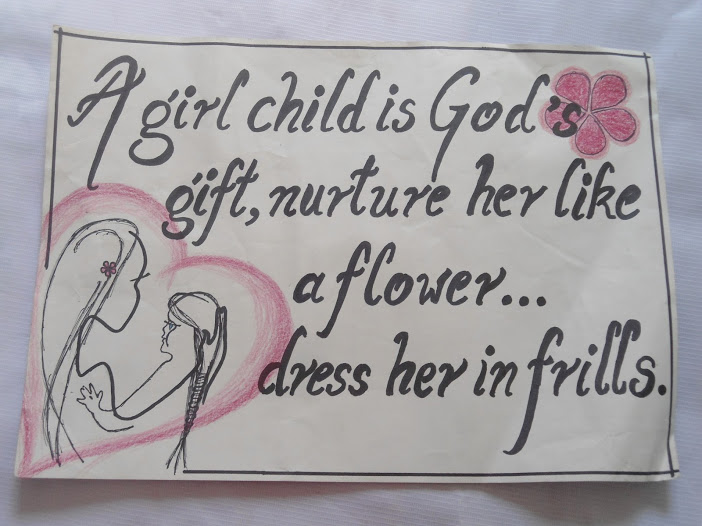 A girl child is God's
gift, nurture her like
a flower...
dress her in frills.